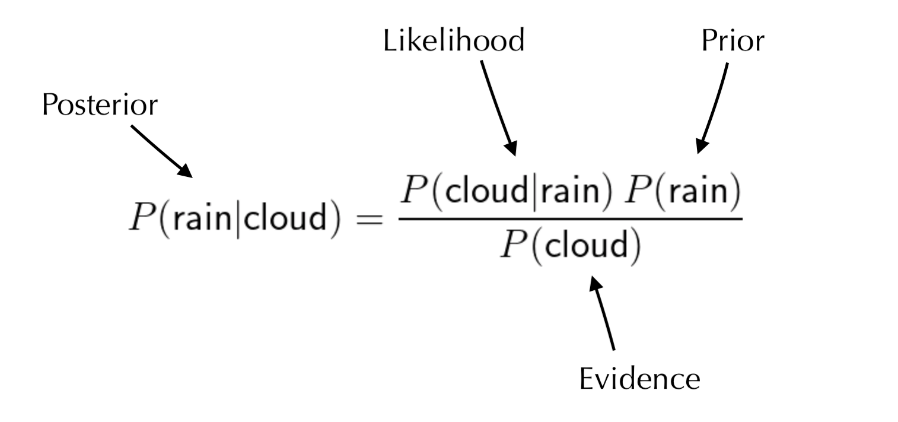 Likelihood
Prior
Posterior
P(rain|cloud) = P(cloud|rain) P(rain)
P(cloud)
Evidence